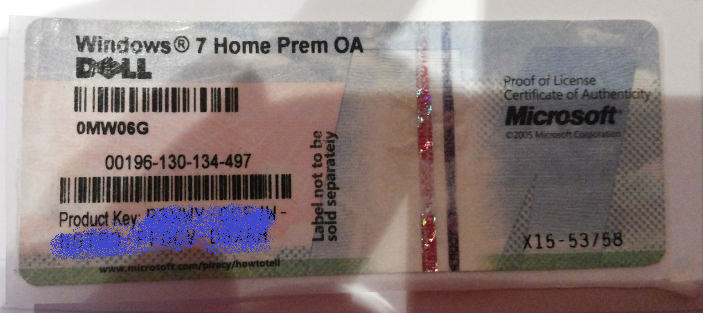 Windows® 7 Home Prem OA
DELL
0MW06G
00196-130-134-497
Product Key:
www.microsoft.com/piracy/howtotell
Label not to be
sold separately
Proof of License
Certificate of Authenticity
Microsoft
©2005 Microsoft Corporation
X15-53758